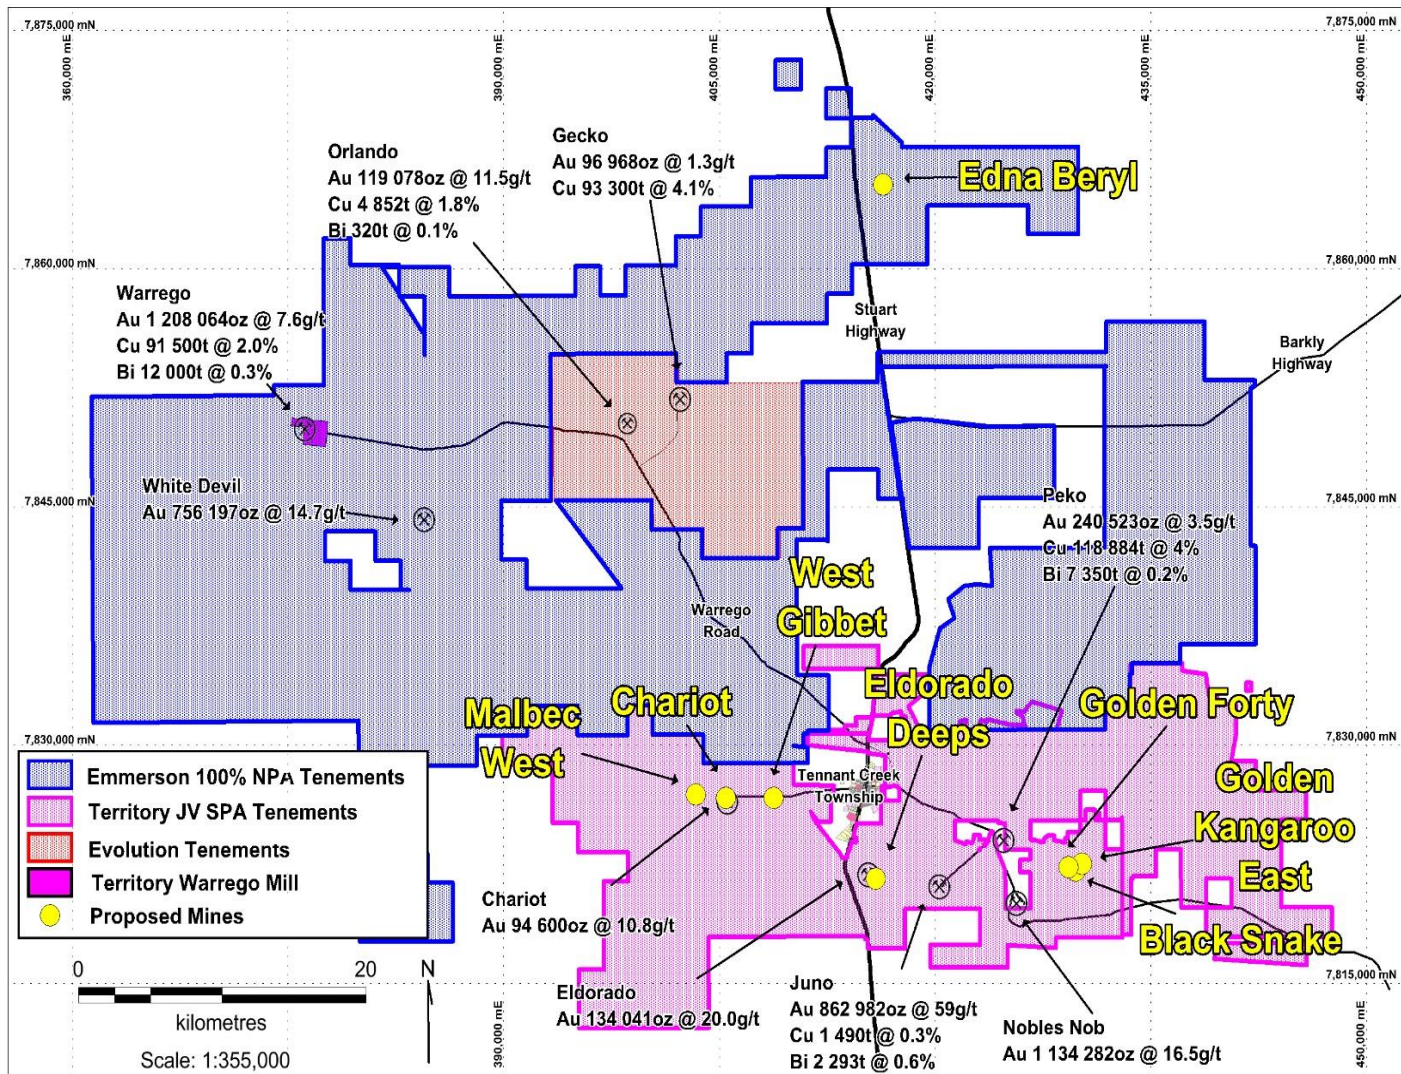 7,875,000 mN
7,875,000 mN
360,000 mE
390,000 mE
405,000 mE
420,000 mE
435,000 mE
450,000 mE
Orlando
Au 119 078oz @ 11.5g/t
Cu 4 852t @ 1.8%
Bi 320t @ 0.1%
Gecko
Au 96 968oz @ 1.3g/t
Cu 93 300t @ 4.1%
Edna Beryl
7,860,000 mN
7,860,000 mN
Warrego
Au 1 208 064oz @ 7.6g/t
Cu 91 500t @ 2.0%
Bi 12 000t @ 0.3%
Stuart
Highway
Barkly
Highway
White Devil
Au 756 197oz @ 14.7g/t
7,845,000 mN
7,845,000 mN
Peko
Au 240 523oz @ 3.5g/t
Cu 118 884t @ 4%
Bi 7 350t @ 0.2%
West
Gibbet
Warrego
Road
Malbec
West
Chariot
Eldorado
Deeps
Golden Forty
7,830,000 mN
7,830,000 mN
Tennant Creek
Township
Golden
Kangaroo
East
Black Snake
Emmerson 100% NPA Tenements
Territory JV SPA Tenements
Evolution Tenements
Territory Warrego Mill
Proposed Mines
Chariot
Au 94 600oz @ 10.8g/t
Eldorado
Au 134 041oz @ 20.0g/t
Juno
Au 862 982oz @ 59g/t
Cu 1 490t @ 0.3%
Bi 2 293t @ 0.6%
Nobles Nob
Au 1 134 282oz @ 16.5g/t
7,815,000 mN
0
20
N
kilometres
Scale: 1:355,000
390,000 mE
450,000 mE